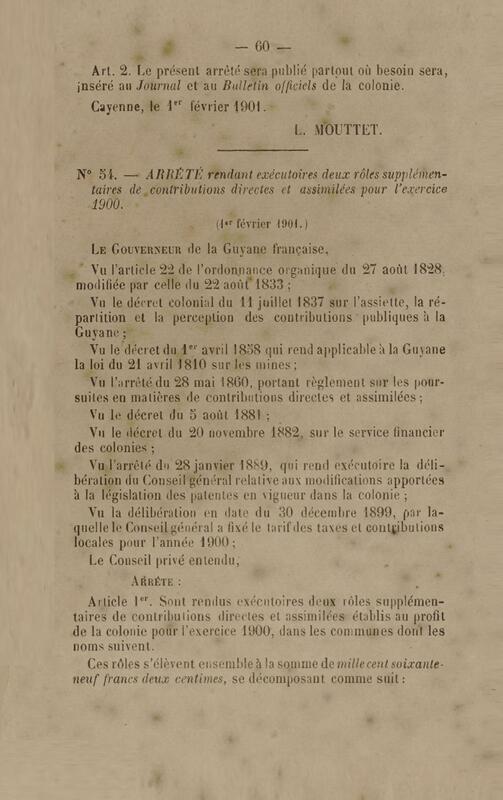 — 60 —
Art. 2. Le présent arrêté sera publié partout où besoin sera,
inséré au Journal et au Bulletin officiels de la colonie.
Cayenne, le 1er février 1901.
L. MOUTTET.
N° 54. — ARRÊTÉ rendant exécutoires deux rôles supplémen-
taires de contributions directes et assimilées pour l'exercice
1900.
(1er février 1901.)
LE GOUVERNEUR de la Guyane française,
Vu l'article 22 de l'ordonnance organique du 27 août 1828,
modifiée par celle du 22 août 1833 ;
Vu le décret colonial du 11 juillet 1837 sur l'assiette, la ré-
partition et la perception des contributions publiques à la
Guyane ;
Vu le décret du 1er avril 1858 qui rend applicable à la Guyane
la loi du 21 avril 1810 sur les mines ;
Vu l'arrêté du 28 mai 1860, portant règlement sur les pour-
suites en matières de contributions directes et assimilées ;
Vu le décret du 5 août 1881 ;
Vu le décret du 20 novembre 1882, sur le service financier
des colonies ;
Vu l'arrêté du 28 janvier 1889, qui rend exécutoire la déli-
bération du Conseil général relative aux modifications apportées
à la législation des patentes en vigueur dans la colonie ;
Vu la délibération en date du 30 décembre 1899, par la-
quelle le Conseil général a fixé le tarif des taxes et contributions
locales pour l'année 1900 ;
Le Conseil privé entendu,
ARRÊTE :
Article 1er. Sont rendus exécutoires deux rôles supplémen-
taires de contributions directes et assimilées établis au profit
de la colonie pour l'exercice 1900, dans les communes dont les
noms suivent.
Ces rôles s'élèvent ensemble à la somme de mille cent soixante-
neuf francs deux centimes, se décomposant comme suit :